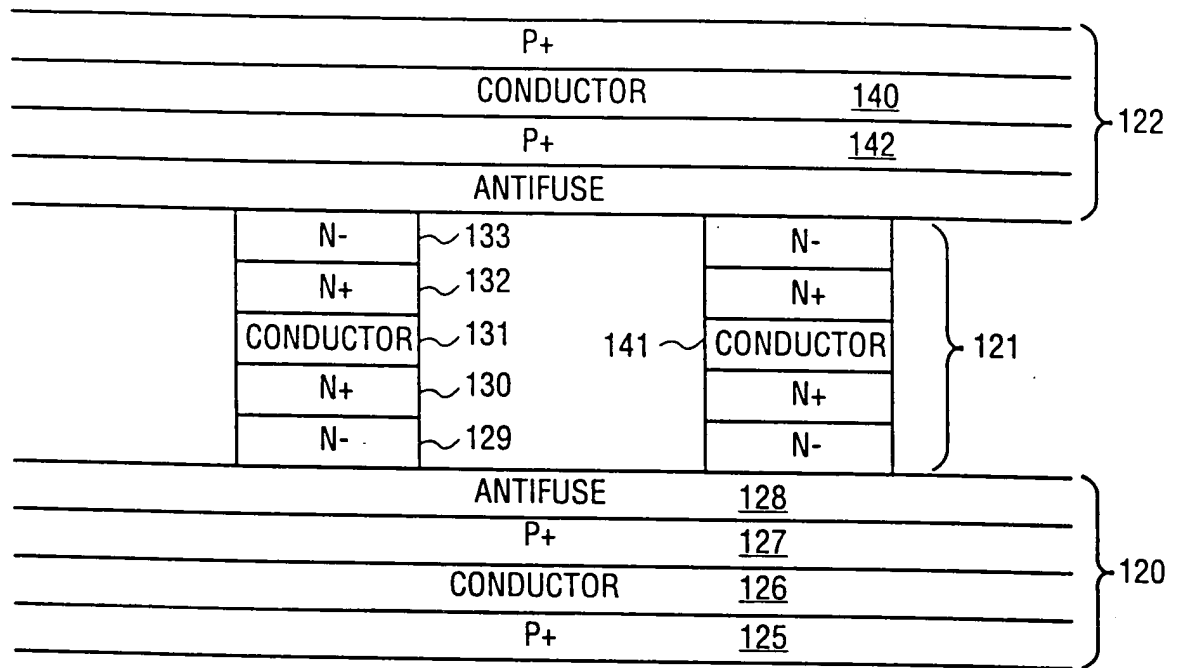 P+
CONDUCTOR 140
122
P+ 142
ANTIFUSE
N- 133 N-
N+ 132 N+
CONDUCTOR 131 141 CONDUCTOR 121
N+ 130 N+
N- 129 N-
ANTIFUSE 128
P+ 127
CONDUCTOR 126 120
P+ 125